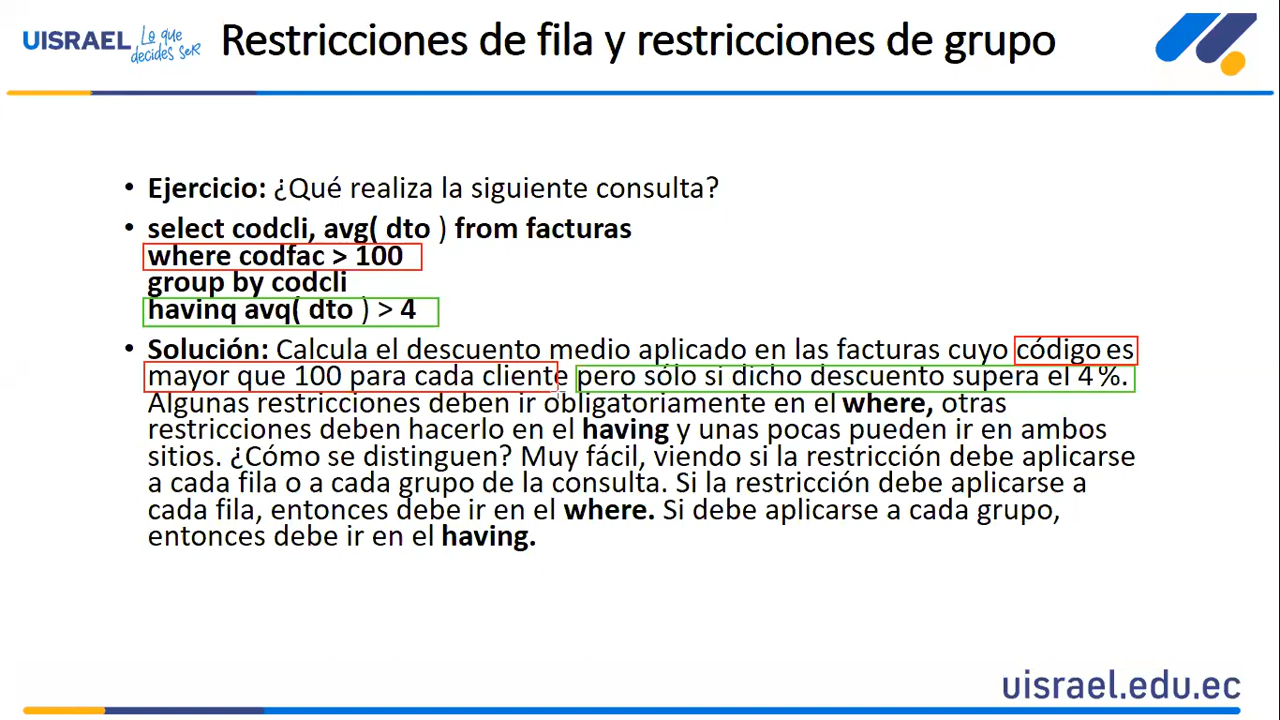 UISRAEL Lo que decides seR
Restricciones de fila y restricciones de grupo
• Ejercicio: ¿Qué realiza la siguiente consulta?
• select codcli, avg( dto ) from facturas
where codfac > 100
group by codcli
having avg( dto ) > 4
• Solución: Calcula el descuento medio aplicado en las facturas cuyo código es
mayor que 100 para cada cliente pero sólo si dicho descuento supera el 4%.
Algunas restricciones deben ir obligatoriamente en el where, otras
restricciones deben hacerlo en el having y unas pocas pueden ir en ambos
sitios. ¿Cómo se distinguen? Muy fácil, viendo si la restricción debe aplicarse
a cada fila o a cada grupo de la consulta. Si la restricción debe aplicarse a
cada fila, entonces debe ir en el where. Si debe aplicarse a cada grupo,
entonces debe ir en el having.
uisrael.edu.ec